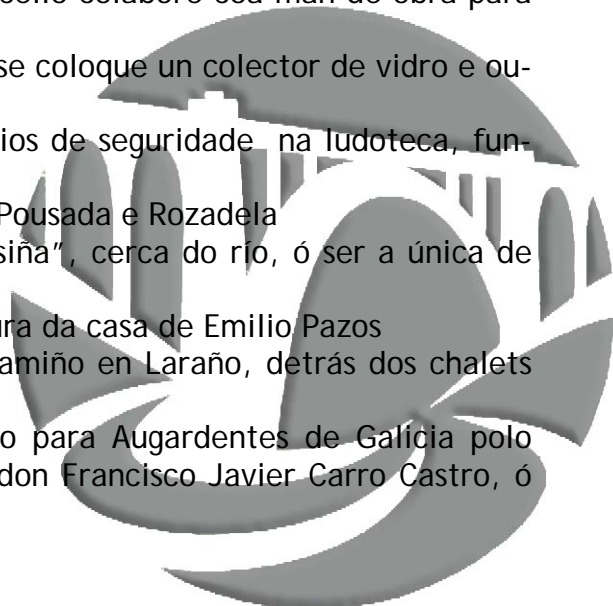 colabore coa man de obra para
se coloque un colector de vidro e ou-
ios de seguridade na ludoteca, fun-
Pousada e Rozadela
siña", cerca do río, ó ser a única de
ura da casa de Emilio Pazos
amiño en Laraño, detrás dos chalets
o para Augardentes de Galicia polo
don Francisco Javier Carro Castro, ó